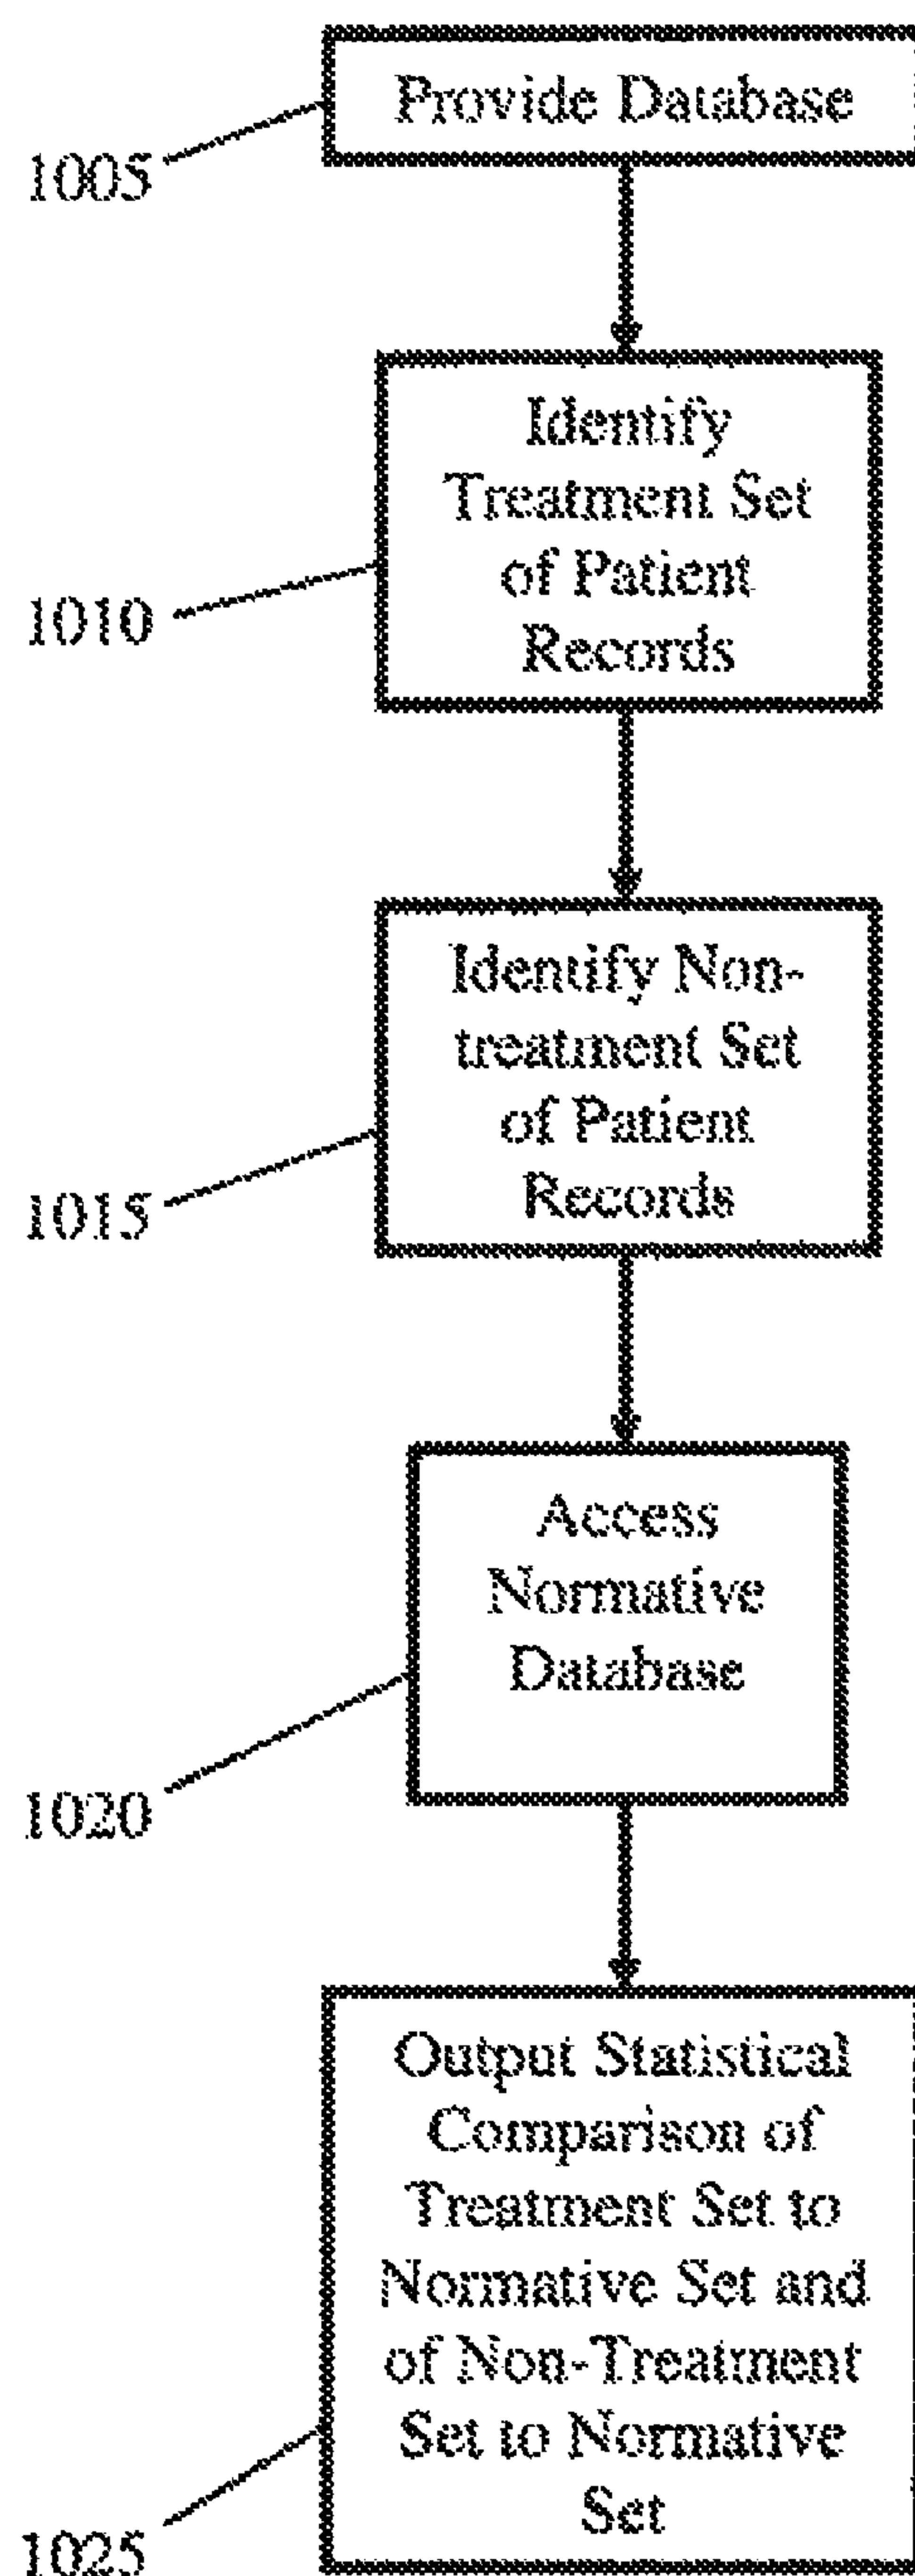 Provide Database
1005
Identify
Treatment Set
of Patient
Records
1010
Identify Non-
treatment Set
of Patient
Records
1015
Access
Normative
Database
1020
Output Statistical
Comparison of
Treatment Set to
Normative Set and
of Non-Treatment
Set to Normative
Set
1025